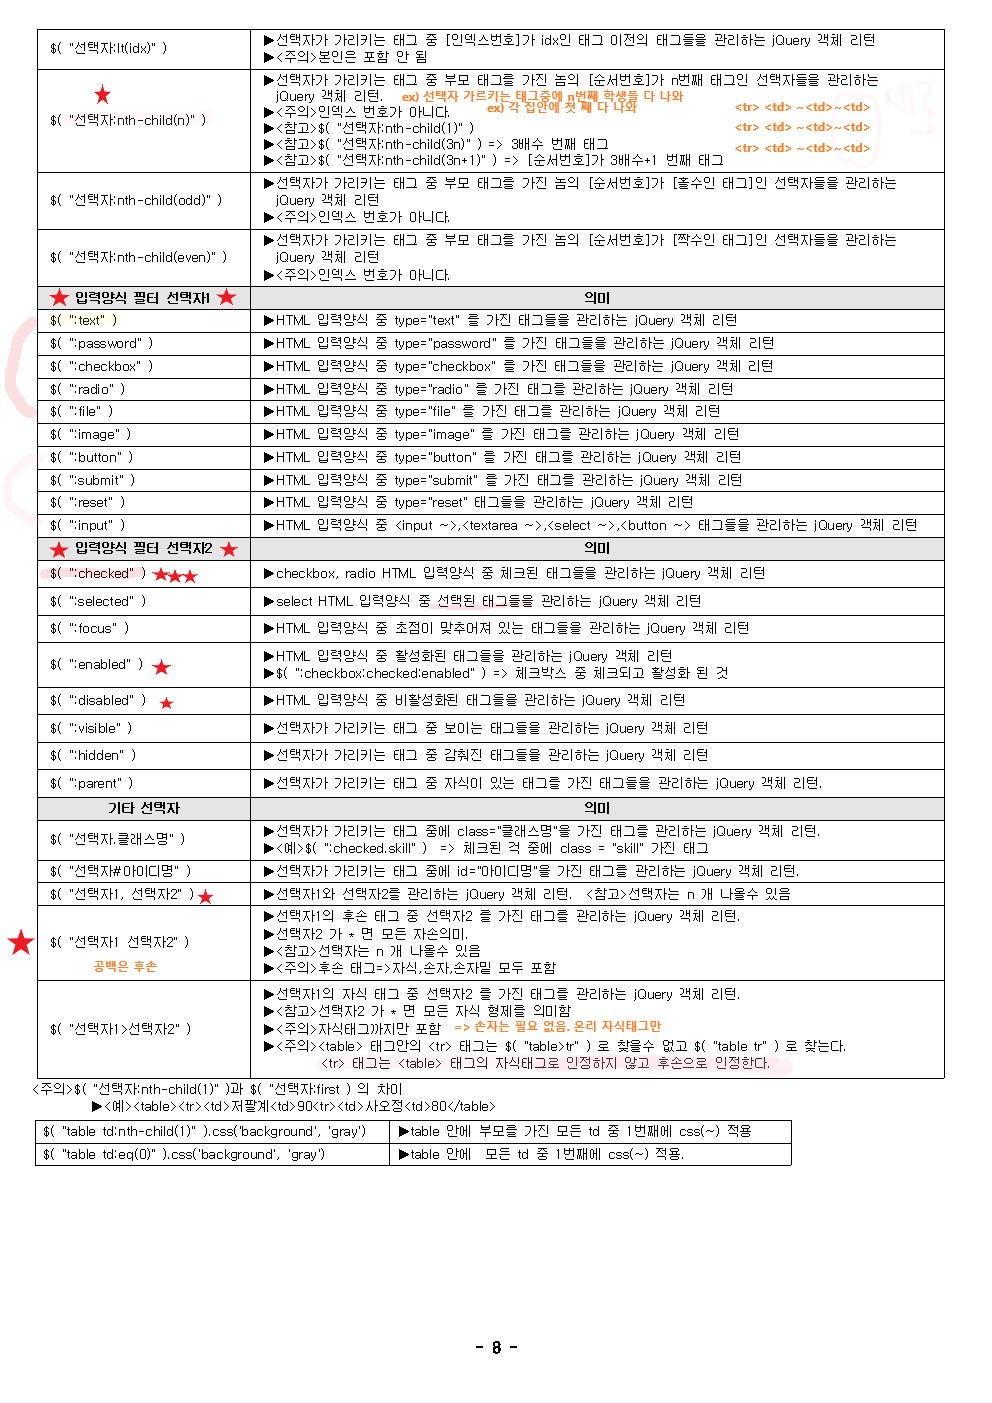 $( "선택자:lt(idx)" )
▶선택자가 가리키는 태그 중 [인덱스번호]가 idx인 태그 이전의 태그들을 관리하는 jQuery 객체 리턴
▶<주의>본인은 포함 안 됨
★
$( "선택자:nth-child(n)" )
▶선택자가 가리키는 태그 중 부모 태그를 가진 놈의 [순서번호]가 n번째 태그인 선택자들을 관리하는
jQuery 객체 리턴.
ex) 선택자 가르키는 태그중에 n번째 학생들 다 나와
▶<주의>인덱스 번호가 아니다.
ex) 각 집안에 첫 째 다 나와
▶<참고>$( "선택자:nth-child(1)" )
▶<참고>$( "선택자:nth-child(3n)" ) => 3배수 번째 태그
▶<참고>$( "선택자:nth-child(3n+1)" ) => [순서번호]가 3배수+1 번째 태그
<tr> <td> ~<td>~<td>
<tr> <td> ~<td>~<td>
<tr> <td> ~<td>~<td>
$( "선택자:nth-child(odd)" )
▶선택자가 가리키는 태그 중 부모 태그를 가진 놈의 [순서번호]가 [홀수인 태그]인 선택자들을 관리하는
jQuery 객체 리턴
▶<주의>인덱스 번호가 아니다.
$( "선택자:nth-child(even)" )
▶선택자가 가리키는 태그 중 부모 태그를 가진 놈의 [순서번호]가 [짝수인 태그]인 선택자들을 관리하는
jQuery 객체 리턴
▶<주의>인덱스 번호가 아니다.
★ 입력양식 필터 선택자1 ★
의미
$( ":text" )
▶HTML 입력양식 중 type="text" 를 가진 태그들을 관리하는 jQuery 객체 리턴
$( ":password" )
▶HTML 입력양식 중 type="password" 를 가진 태그들을 관리하는 jQuery 객체 리턴
$( ":checkbox" )
▶HTML 입력양식 중 type="checkbox" 를 가진 태그들을 관리하는 jQuery 객체 리턴
$( ":radio" )
▶HTML 입력양식 중 type="radio" 를 가진 태그들을 관리하는 jQuery 객체 리턴
$( ":file" )
▶HTML 입력양식 중 type="file" 를 가진 태그를 관리하는 jQuery 객체 리턴
$( ":image" )
▶HTML 입력양식 중 type="image" 를 가진 태그를 관리하는 jQuery 객체 리턴
$( ":button" )
▶HTML 입력양식 중 type="button" 를 가진 태그를 관리하는 jQuery 객체 리턴
$( ":submit" )
▶HTML 입력양식 중 type="submit" 를 가진 태그를 관리하는 jQuery 객체 리턴
$( ":reset" )
▶HTML 입력양식 중 type="reset" 태그들을 관리하는 jQuery 객체 리턴
$( ":input" )
▶HTML 입력양식 중 <input ~>,<textarea ~>,<select ~>,<button ~> 태그들을 관리하는 jQuery 객체 리턴
★ 입력양식 필터 선택자2 ★
의미
$( ":checked" ) ★★★
▶checkbox, radio HTML 입력양식 중 체크된 태그들을 관리하는 jQuery 객체 리턴
$( ":selected" )
▶select HTML 입력양식 중 선택된 태그들을 관리하는 jQuery 객체 리턴
$( ":focus" )
▶HTML 입력양식 중 초점이 맞추어져 있는 태그들을 관리하는 jQuery 객체 리턴
$( ":enabled" ) ★
▶HTML 입력양식 중 활성화된 태그들을 관리하는 jQuery 객체 리턴
▶$( ":checkbox:checked:enabled" ) => 체크박스 중 체크되고 활성화 된 것
$( ":disabled" ) ★
▶HTML 입력양식 중 비활성화된 태그들을 관리하는 jQuery 객체 리턴
$( ":visible" )
▶선택자가 가리키는 태그 중 보이는 태그들을 관리하는 jQuery 객체 리턴
$( ":hidden" )
▶선택자가 가리키는 태그 중 감춰진 태그들을 관리하는 jQuery 객체 리턴
$( ":parent" )
▶선택자가 가리키는 태그 중 자식이 있는 태그를 가진 태그들을 관리하는 jQuery 객체 리턴.
기타 선택자
의미
$( "선택자.클래스명" )
▶선택자가 가리키는 태그 중에 class="클래스명"을 가진 태그를 관리하는 jQuery 객체 리턴.
▶<예>$( ":checked.skill" ) => 체크된 걱 중에 class = "skill" 가진 태그
$( "선택자#아이디명" )
▶선택자가 가리키는 태그 중에 id="아이디명"을 가진 태그를 관리하는 jQuery 객체 리턴.
$( "선택자1, 선택자2" ) ★
▶선택자1와 선택자2를 관리하는 jQuery 객체 리턴. <참고>선택자는 n 개 나올수 있음
★
$( "선택자1 선택자2" )
공백은 후손
▶선택자1의 후손 태그 중 선택자2 를 가진 태그를 관리하는 jQuery 객체 리턴.
▶선택자2 가 * 면 모든 자손의미.
▶<참고>선택자는 n 개 나올수 있음
▶<주의>후손 태그=>자식,손자,손자밑 모두 포함
$( "선택자1>선택자2" )
▶선택자1의 자식 태그 중 선택자2 를 가진 태그를 관리하는 jQuery 객체 리턴.
▶<참고>선택자2 가 * 면 모든 자식 형제를 의미함
▶<주의>자식태그까지만 포함 => 손자는 필요 없음. 온리 자식태그만
▶<주의><table> 태그안의 <tr> 태그는 $( "table>tr" ) 로 찾을수 없고 $( "table tr" ) 로 찾는다.
<tr> 태그는 <table> 태그의 자식태그로 인정하지 않고 후손으로 인정한다.
<주의>$( "선택자:nth-child(1)" )과 $( "선택자:first ) 의 차이
▶<예><table><tr><td>저팔계<td>90<tr><td>사오정<td>80</table>
$( "table td:nth-child(1)" ).css('background', 'gray')
▶table 안에 부모를 가진 모든 td 중 1번째에 css(~) 적용
$( "table td:eq(0)" ).css('background', 'gray')
▶table 안에 모든 td 중 1번째에 css(~) 적용.
- 8 -